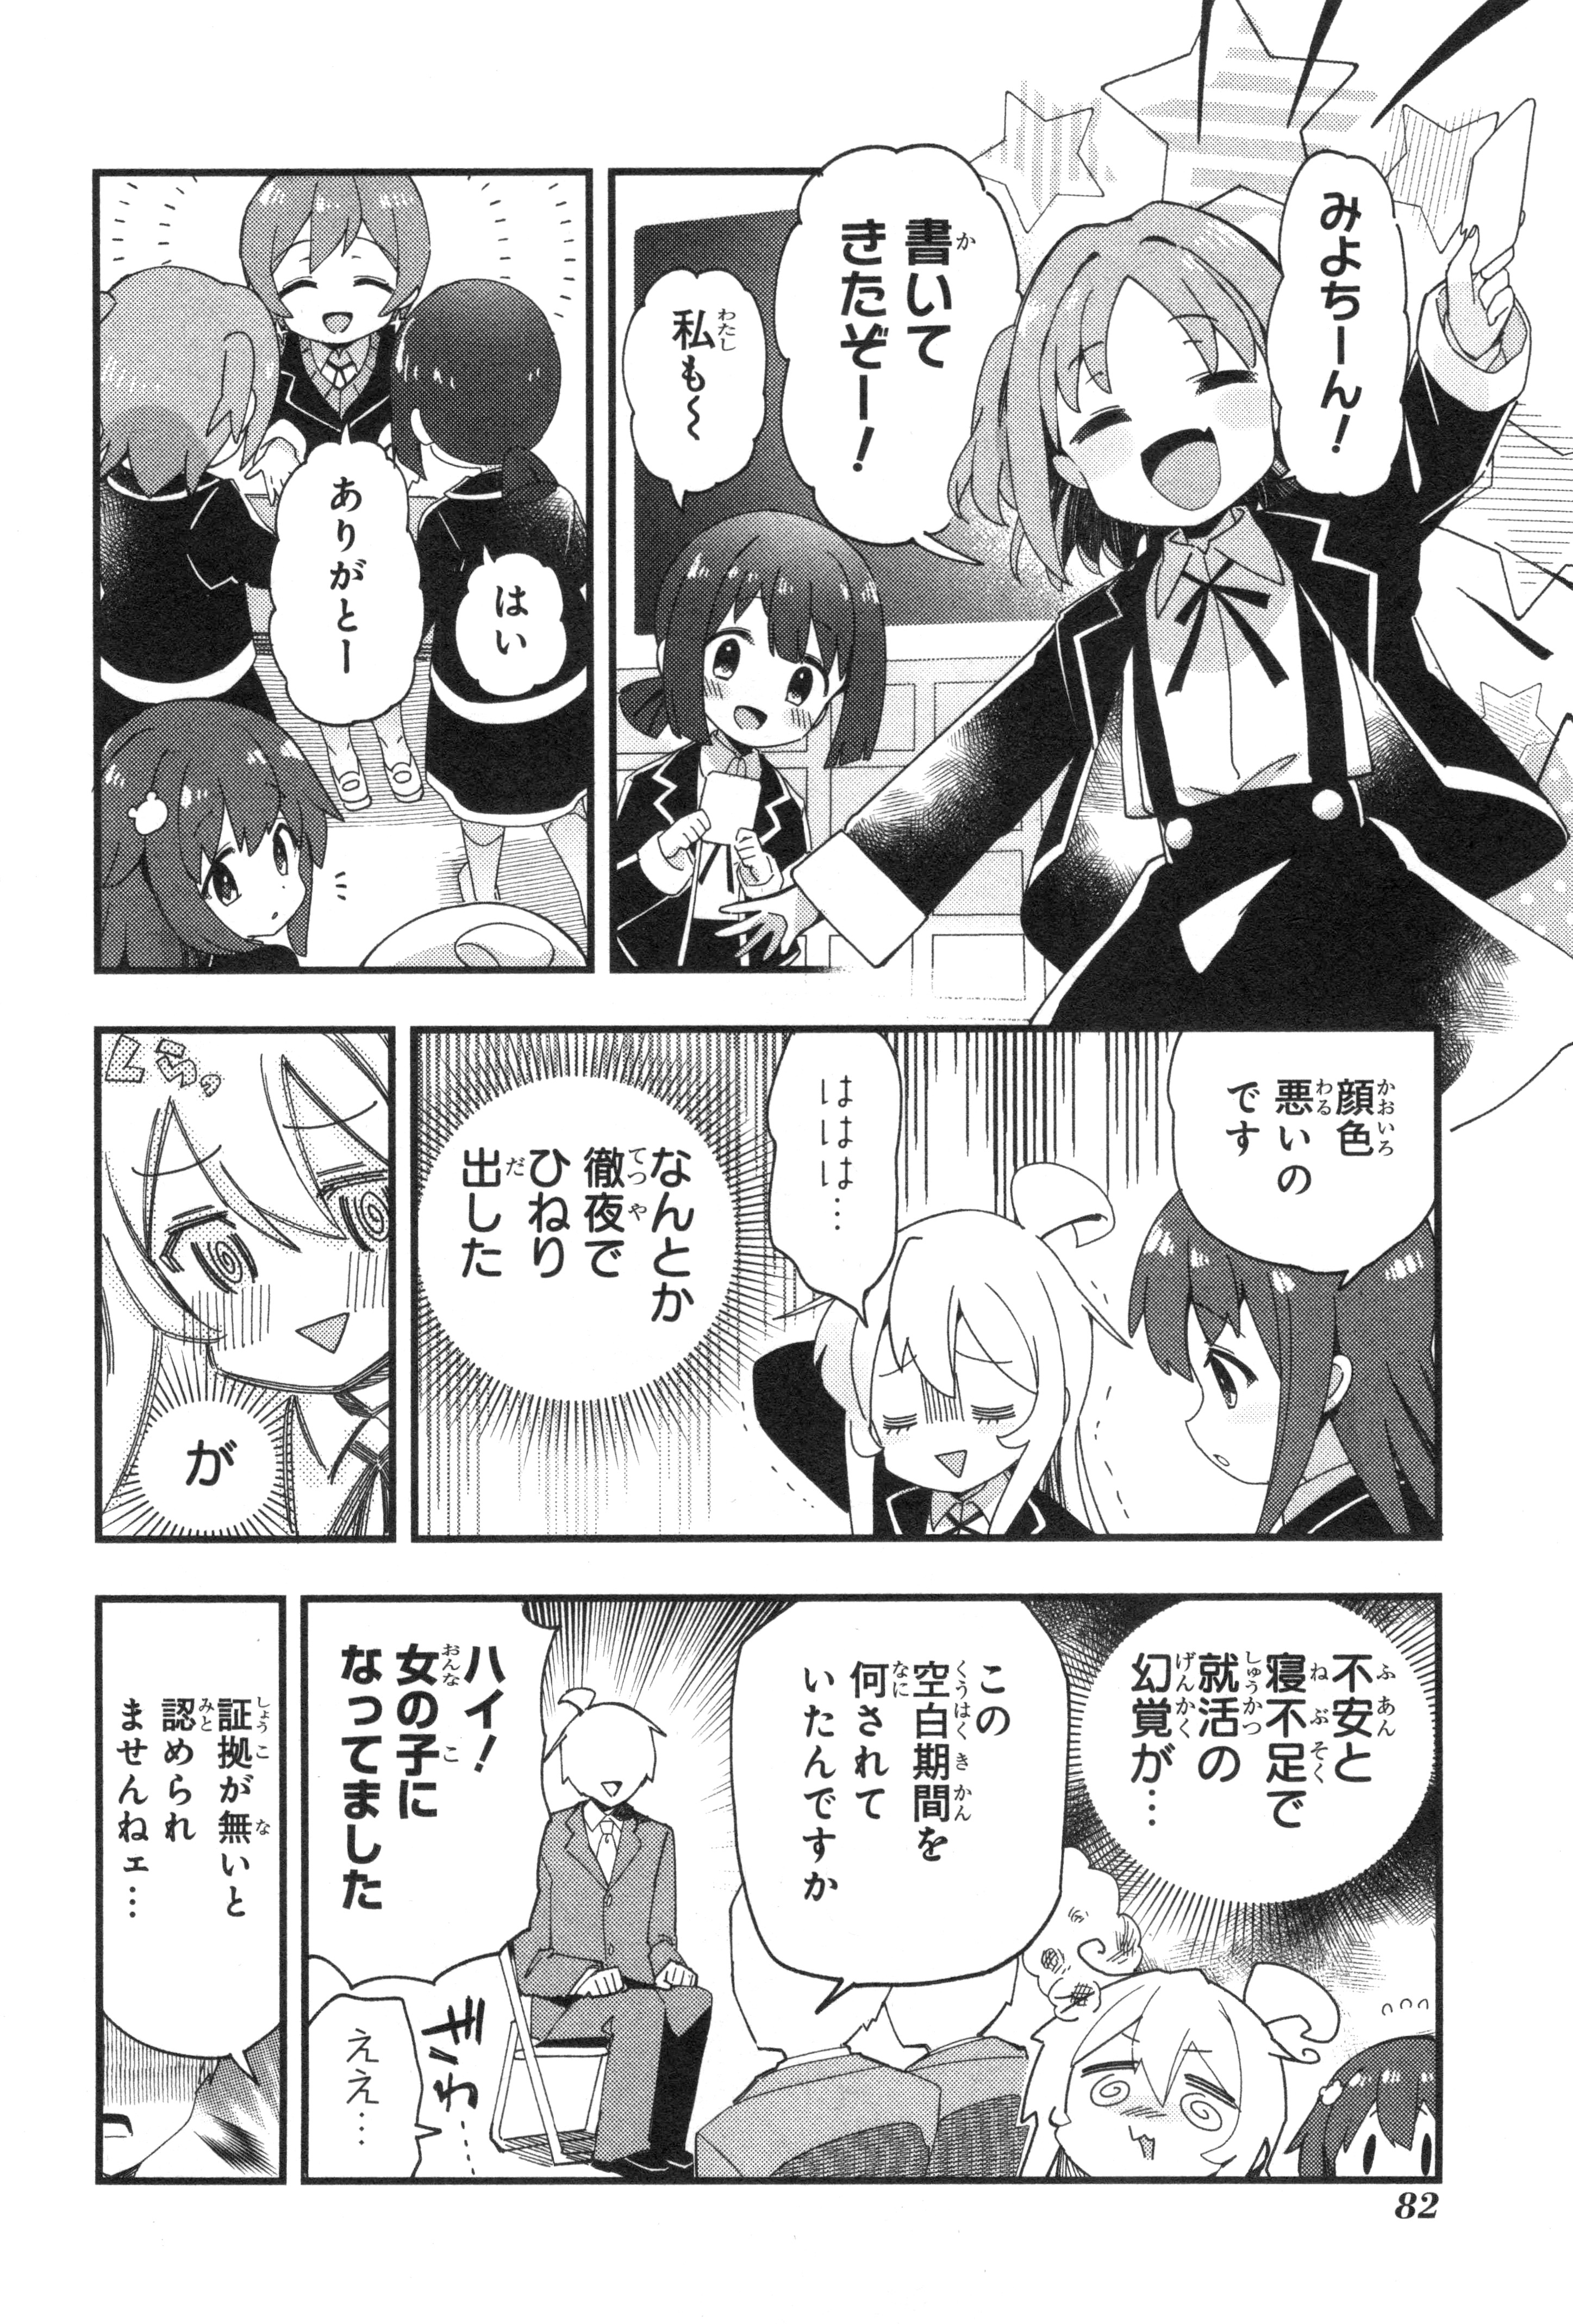 みよちーん!
書いて
きたぞー!
私も〜
はい
ありがとー
顔色
悪いの
です
ははは…
なんとか
徹夜で
ひねり
出した
くらっ
が
不安と
寝不足で
就活の
幻覚が…
この
空白期間を
何されて
いたんですか
ハイ!
女の子に
なってました
ザワ……
ええ…
証拠が無いと
認められ
ませんねェ…
82